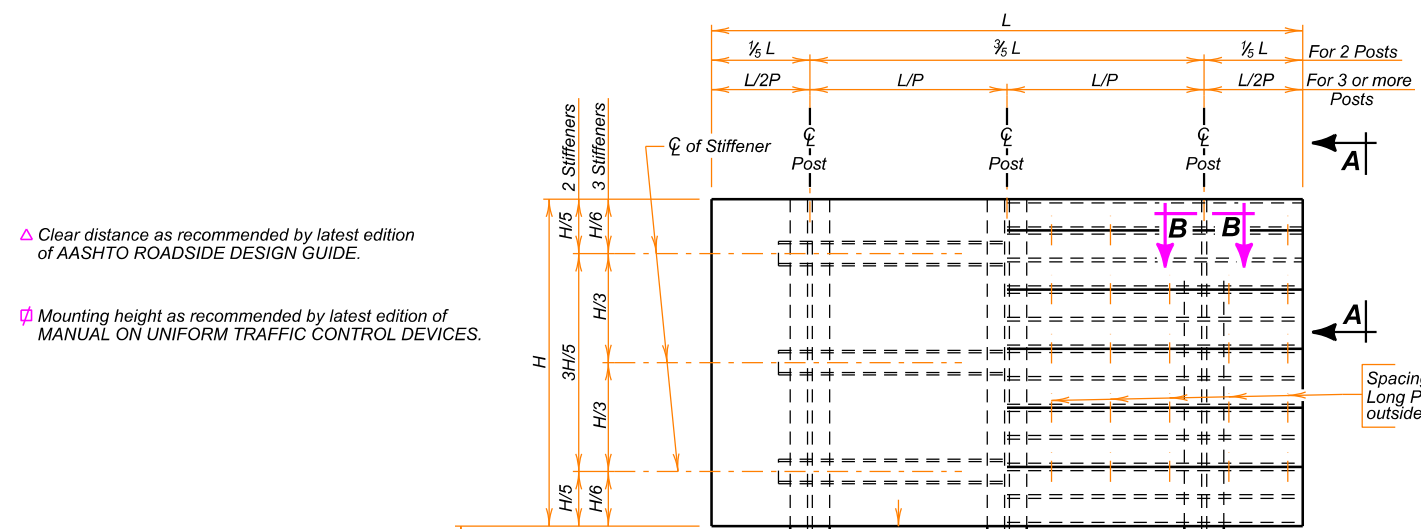 L
⅕ L
⅗ L
⅕ L
For 2 Posts
L/2P
L/P
L/P
L/2P
For 3 or more
Posts
2 Stiffeners
3 Stiffeners
℄ of Stiffener
℄
Post
℄
Post
℄
Post
A
H/5
H/6
B
B
△ Clear distance as recommended by latest edition
of AASHTO ROADSIDE DESIGN GUIDE.
H/3
Mounting height as recommended by latest edition of
MANUAL ON UNIFORM TRAFFIC CONTROL DEVICES.
A
H
3H/5
H/3
Spacing
Long P
outside
H/5
H/6